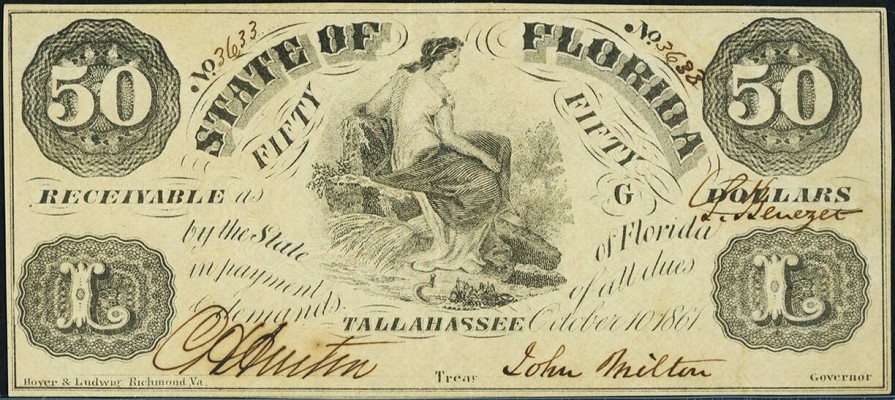 50 No. 3633 STATE OF FLORIDA No. 3633 50
FIFTY FIFTY
RECEIVABLE as G DOLLARS
by the State of Florida
in payment of all dues
& demands.
L L
TALLAHASSEE October 10 1861
John Milton
Hoyer & Ludwig Richmond, Va. Trear Governor